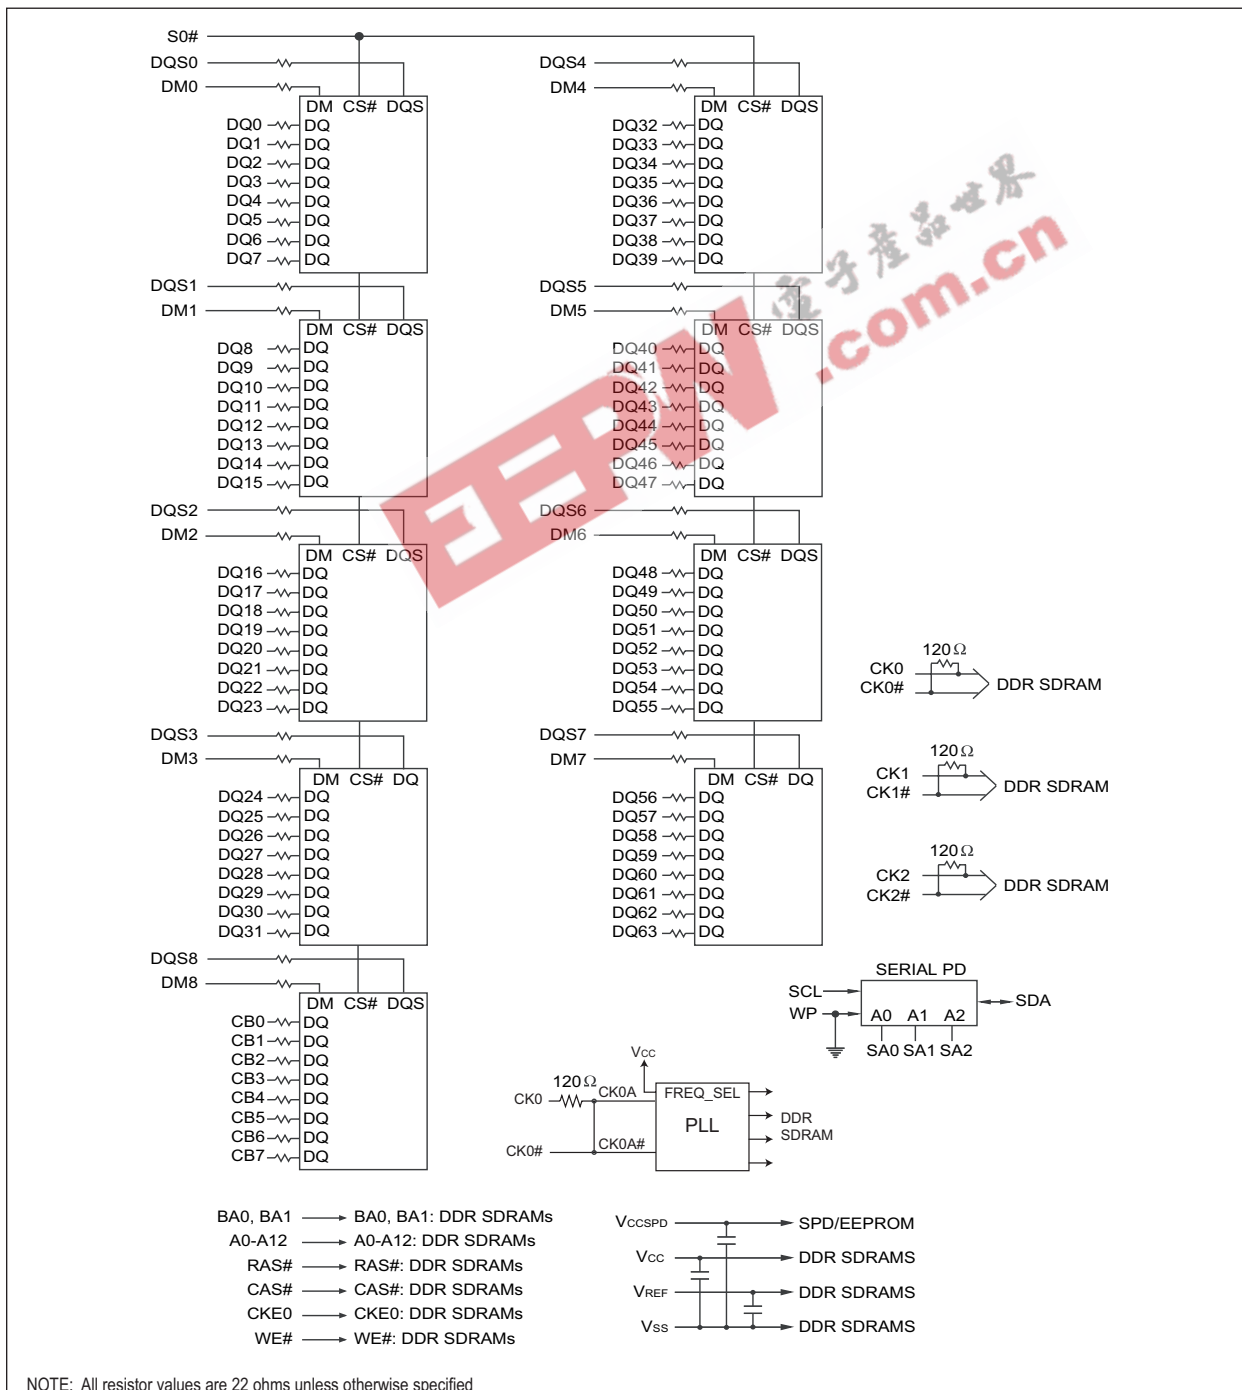 S0#
DQS0
DM0
DM CS# DQS
DQ0 DQ
DQ1 DQ
DQ2 DQ
DQ3 DQ
DQ4 DQ
DQ5 DQ
DQ6 DQ
DQ7 DQ
DQS1
DM1
DM CS# DQS
DQ8 DQ
DQ9 DQ
DQ10 DQ
DQ11 DQ
DQ12 DQ
DQ13 DQ
DQ14 DQ
DQ15 DQ
DQS2
DM2
DM CS# DQS
DQ16 DQ
DQ17 DQ
DQ18 DQ
DQ19 DQ
DQ20 DQ
DQ21 DQ
DQ22 DQ
DQ23 DQ
DQS3
DM3
DM CS# DQ
DQ24 DQ
DQ25 DQ
DQ26 DQ
DQ27 DQ
DQ28 DQ
DQ29 DQ
DQ30 DQ
DQ31 DQ
DQS8
DM8
DM CS# DQS
CB0 DQ
CB1 DQ
CB2 DQ
CB3 DQ
CB4 DQ
CB5 DQ
CB6 DQ
CB7 DQ
DQS4
DM4
DM CS# DQS
DQ32 DQ
DQ33 DQ
DQ34 DQ
DQ35 DQ
DQ36 DQ
DQ37 DQ
DQ38 DQ
DQ39 DQ
DQS5
DM5
DM CS# DQS
DQ40 DQ
DQ41 DQ
DQ42 DQ
DQ43 DQ
DQ44 DQ
DQ45 DQ
DQ46 DQ
DQ47 DQ
DQS6
DM6
DM CS# DQS
DQ48 DQ
DQ49 DQ
DQ50 DQ
DQ51 DQ
DQ52 DQ
DQ53 DQ
DQ54 DQ
DQ55 DQ
DQS7
DM7
DM CS# DQ
DQ56 DQ
DQ57 DQ
DQ58 DQ
DQ59 DQ
DQ60 DQ
DQ61 DQ
DQ62 DQ
DQ63 DQ
電子產品世界
EEPW
.com.cn
120Ω
CK0
CK0#
DDR SDRAM
120Ω
CK1
CK1#
DDR SDRAM
120Ω
CK2
CK2#
DDR SDRAM
SERIAL PD
SCL
WP
A0 A1 A2
SDA
SA0 SA1 SA2
VCC
120Ω
CK0
CK0A
FREQ_SEL
PLL
DDR
SDRAM
CK0#
CK0A#
BA0, BA1 BA0, BA1: DDR SDRAMs
A0-A12 A0-A12: DDR SDRAMs
RAS# RAS#: DDR SDRAMs
CAS# CAS#: DDR SDRAMs
CKE0 CKE0: DDR SDRAMs
WE# WE#: DDR SDRAMs
VCCSPD SPD/EEPROM
VCC DDR SDRAMS
VREF DDR SDRAMS
VSS DDR SDRAMS
NOTE: All resistor values are 22 ohms unless otherwise specified